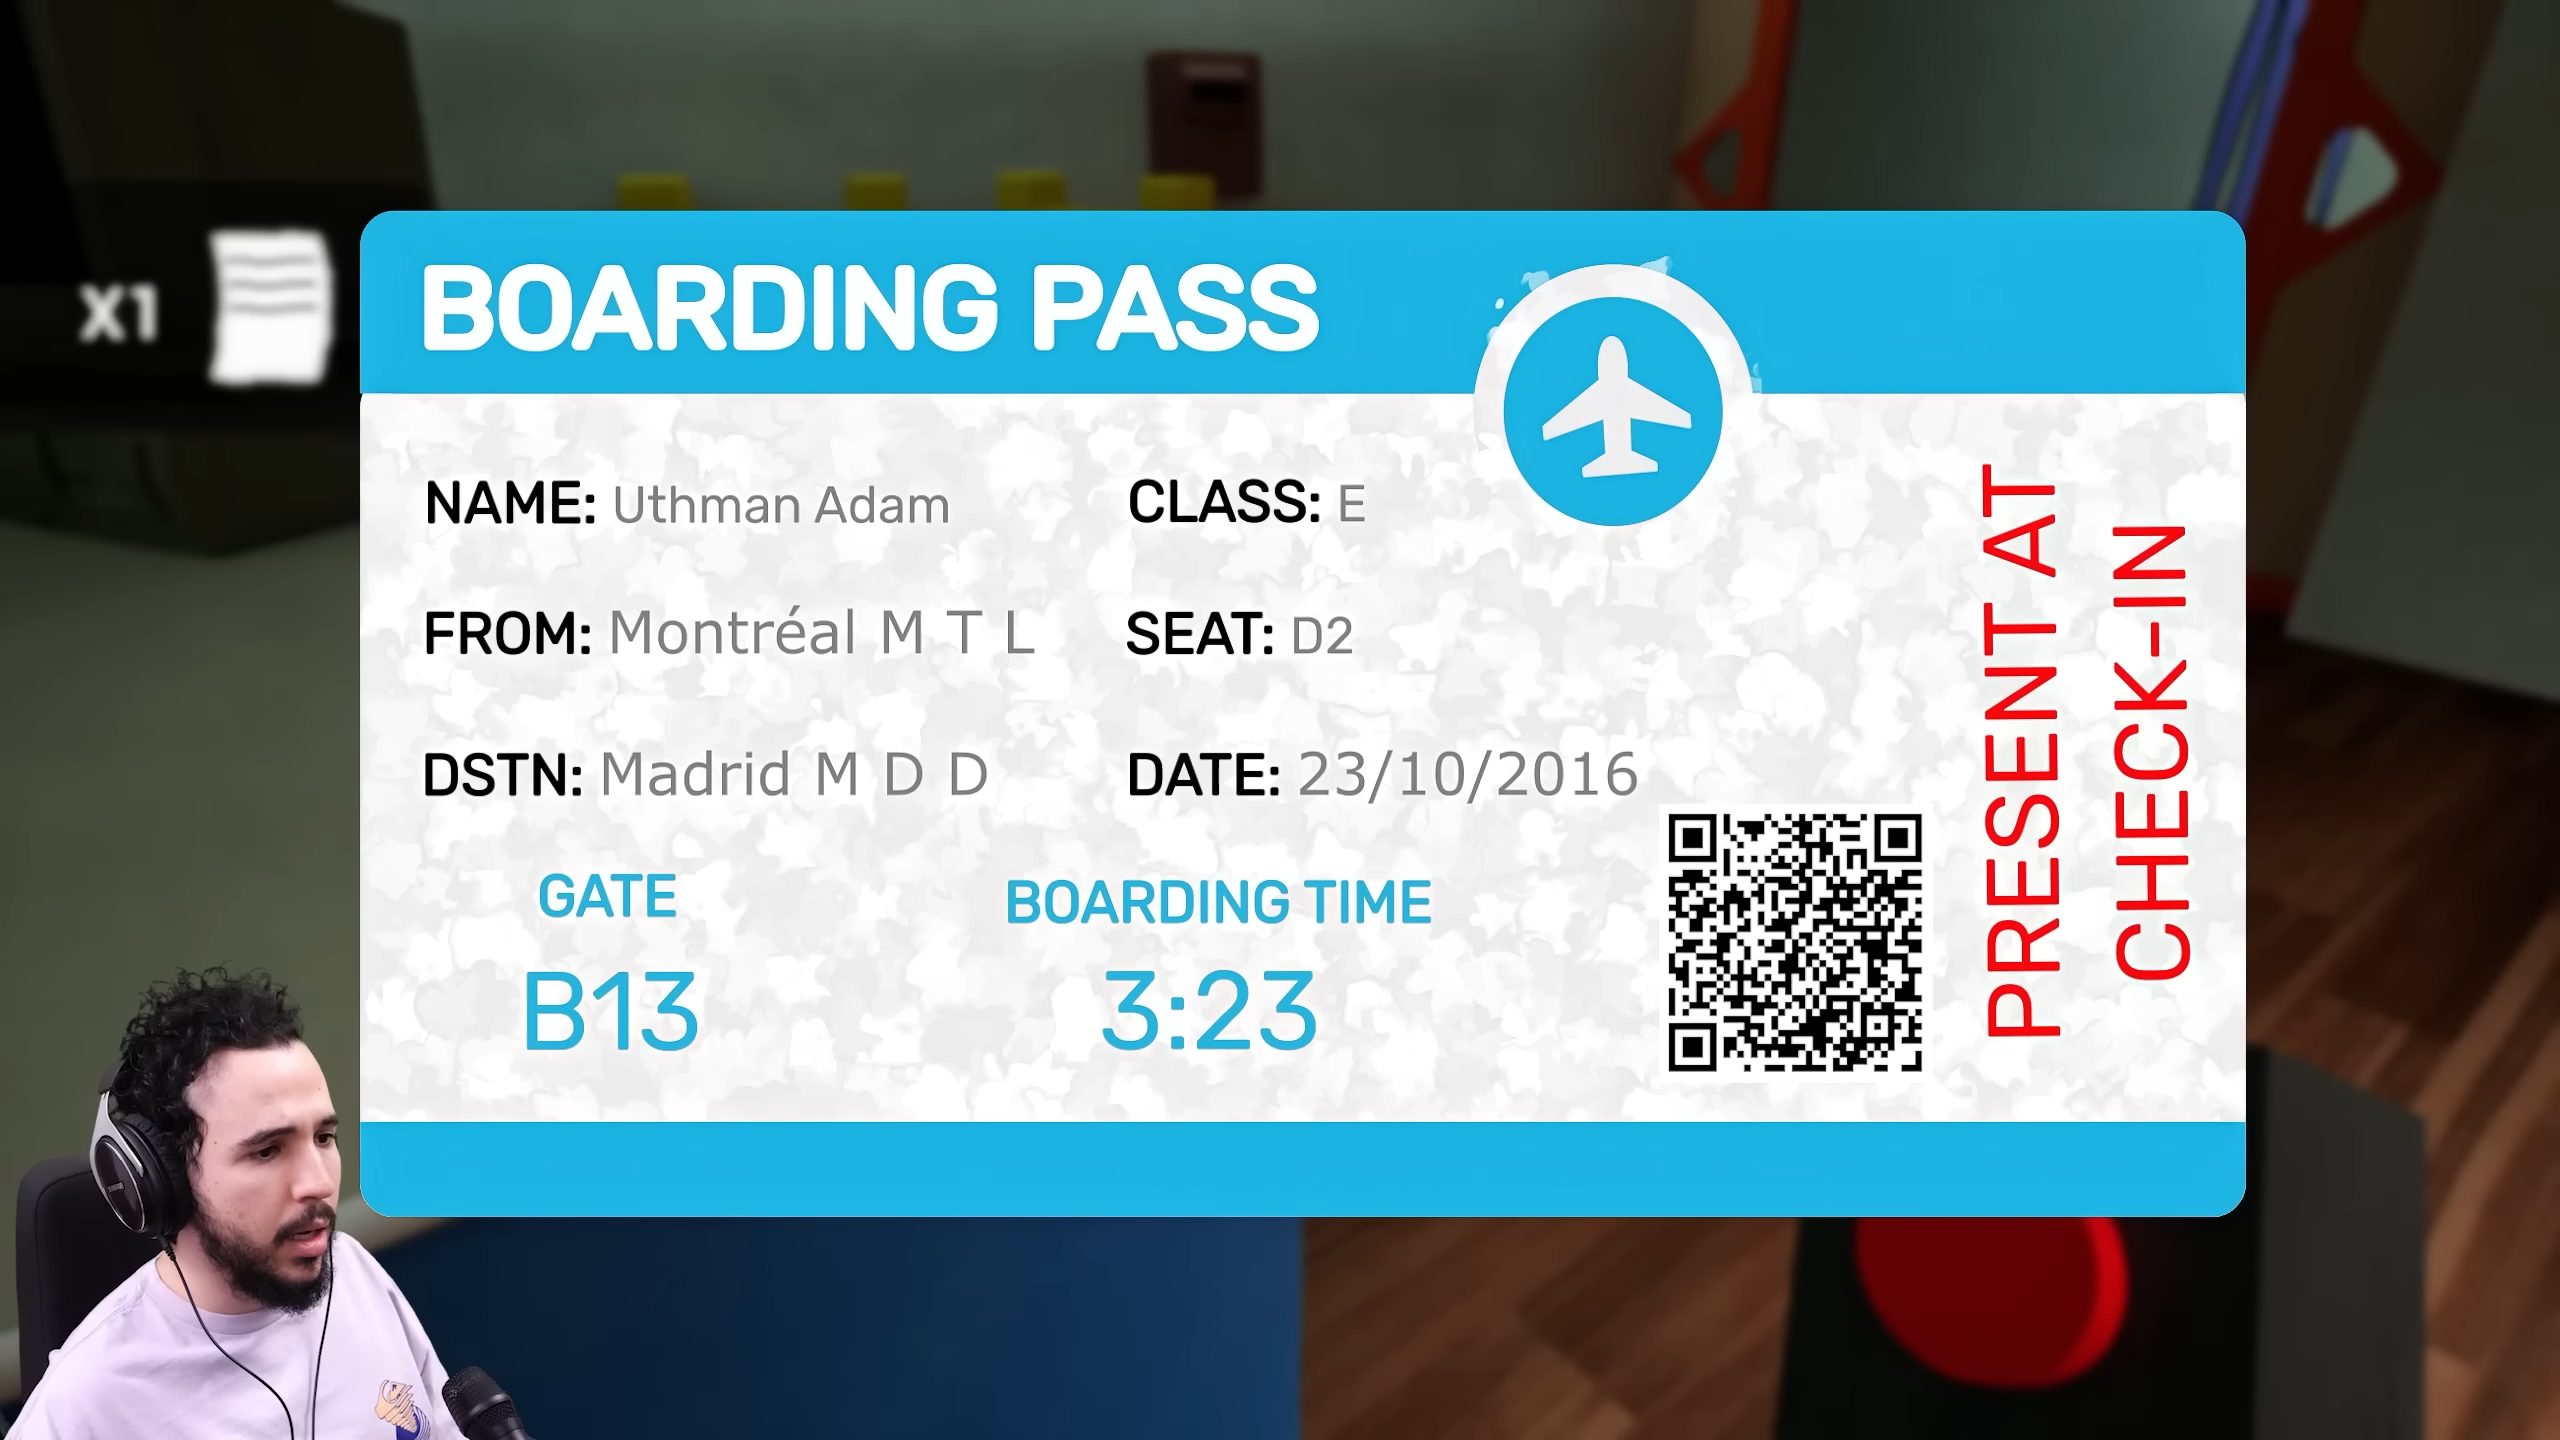 X1
BOARDING PASS
NAME: Uthman Adam
CLASS: E
FROM: Montréal M T L
SEAT: D2
DSTN: Madrid M D D
DATE: 23/10/2016
GATE
BOARDING TIME
B13
3:23
PRESENT AT
CHECK-IN